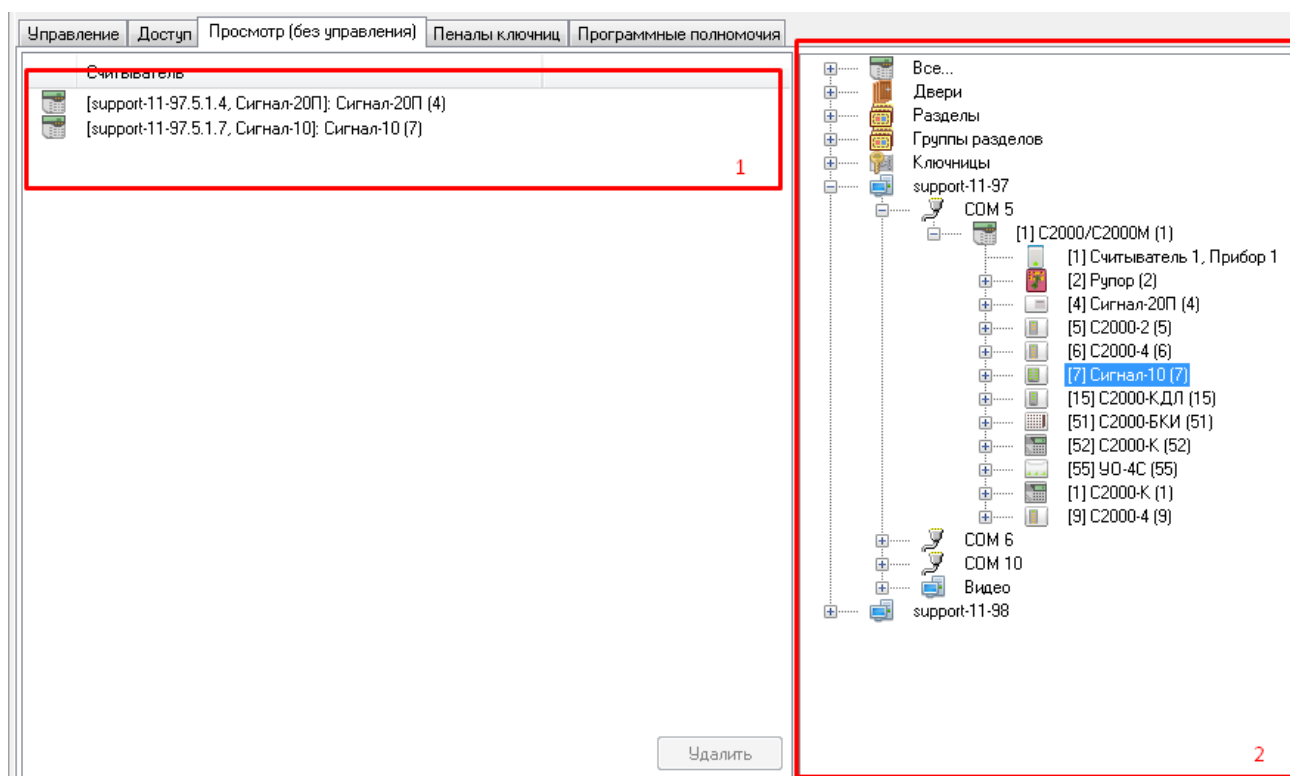 Управление Доступ Просмотр (без управления) Пеналы ключниц Программные полномочия
Считыватель
[support-11-97.5.1.4, Сигнал-20П]: Сигнал-20П (4)
[support-11-97.5.1.7, Сигнал-10]: Сигнал-10 (7)
1
Удалить
Все...
Двери
Разделы
Группы разделов
Ключницы
support-11-97
COM 5
[1] С2000/С2000М (1)
[1] Считыватель 1, Прибор 1
[2] Рупор (2)
[4] Сигнал-20П (4)
[5] С2000-2 (5)
[6] С2000-4 (6)
[7] Сигнал-10 (7)
[15] С2000-КДЛ (15)
[51] С2000-БКИ (51)
[52] С2000-К (52)
[55] УО-4С (55)
[1] С2000-К (1)
[9] С2000-4 (9)
COM 6
COM 10
Видео
support-11-98
2